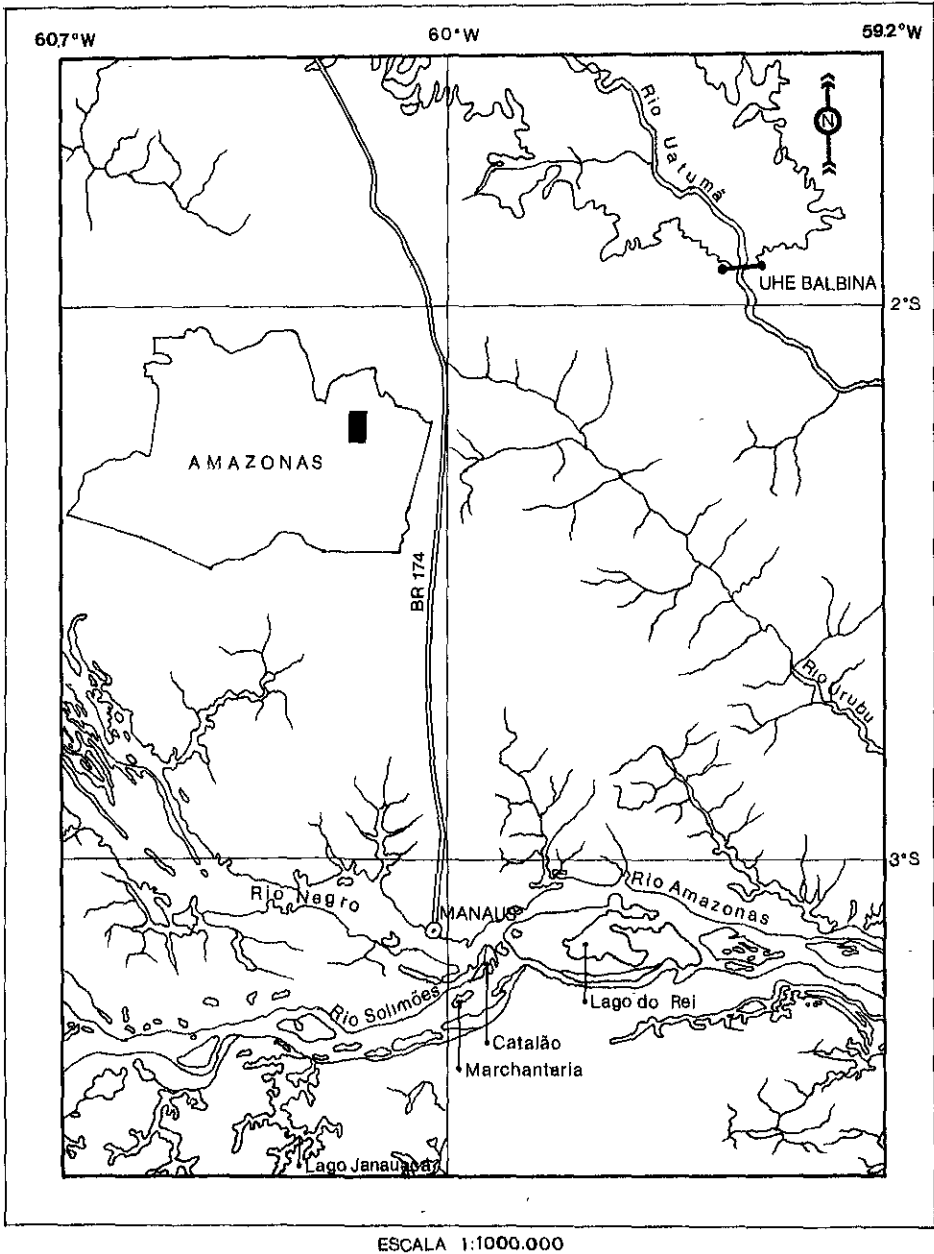 60.7°W 60°W 59.2°W
N
Rio Uatumã
UHE BALBINA
2°S
AMAZONAS
BR 174
Rio Urubu
3°S
Rio Negro
MANAUS
Rio Amazonas
Rio Solimões
Lago do Rei
Catalão
Marchantaria
Lago Janauacá
ESCALA 1:1000.000